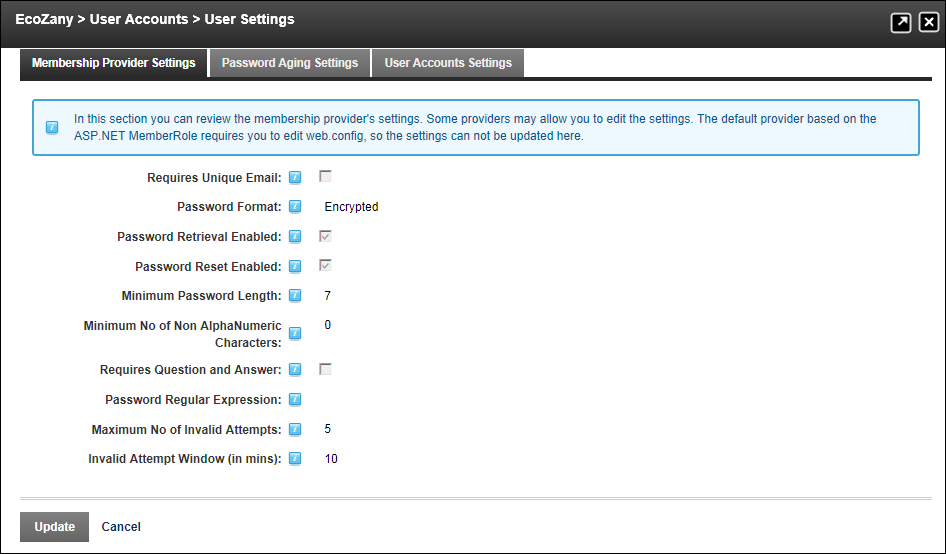 EcoZany > User Accounts > User Settings
Membership Provider Settings Password Aging Settings User Accounts Settings
In this section you can review the membership provider's settings. Some providers may allow you to edit the settings. The default provider based on the
ASP.NET MemberRole requires you to edit web.config, so the settings can not be updated here.
Requires Unique Email:
Password Format: Encrypted
Password Retrieval Enabled:
Password Reset Enabled:
Minimum Password Length: 7
Minimum No of Non AlphaNumeric 0
Characters:
Requires Question and Answer:
Password Regular Expression:
Maximum No of Invalid Attempts: 5
Invalid Attempt Window (in mins): 10
Update Cancel